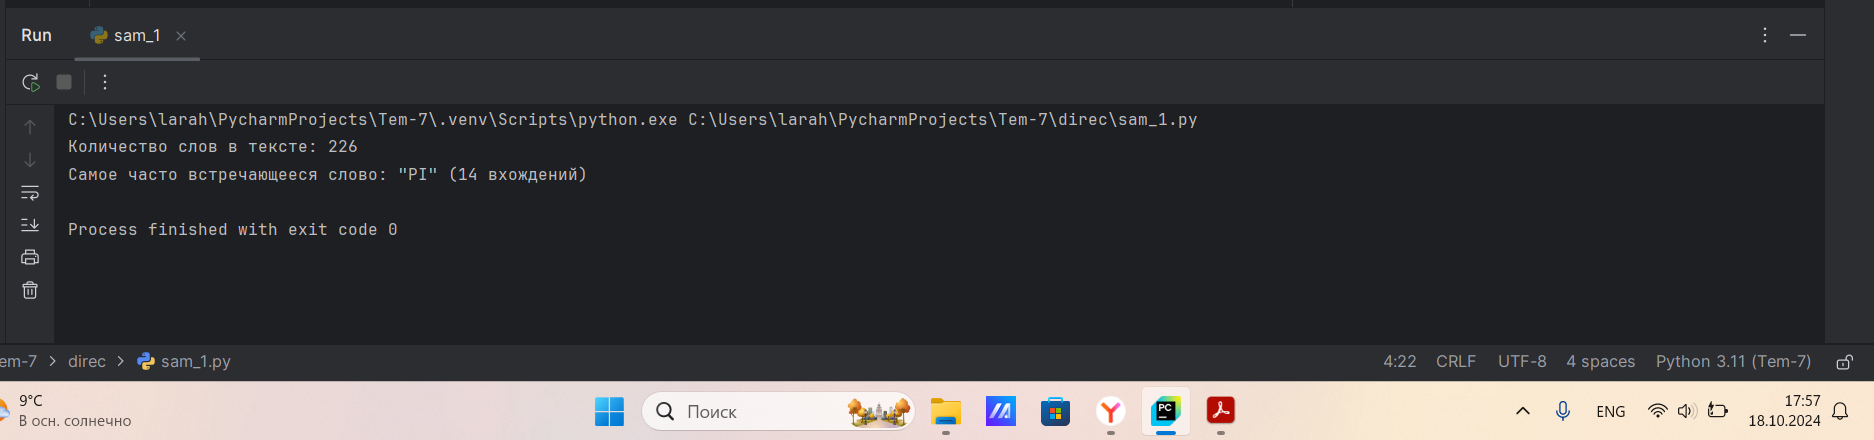 Run sam_1
C:\Users\larah\PycharmProjects\Tem-7\.venv\Scripts\python.exe C:\Users\larah\PycharmProjects\Tem-7\direc\sam_1.py
Количество слов в тексте: 226
Самое часто встречающееся слово: "PI" (14 вхождений)
Process finished with exit code 0
em-7 > direc > sam_1.py 4:22 CRLF UTF-8 4 spaces Python 3.11 (Tem-7)
9°C
В осн. солнечно
Поиск
PC
ENG
17:57
18.10.2024